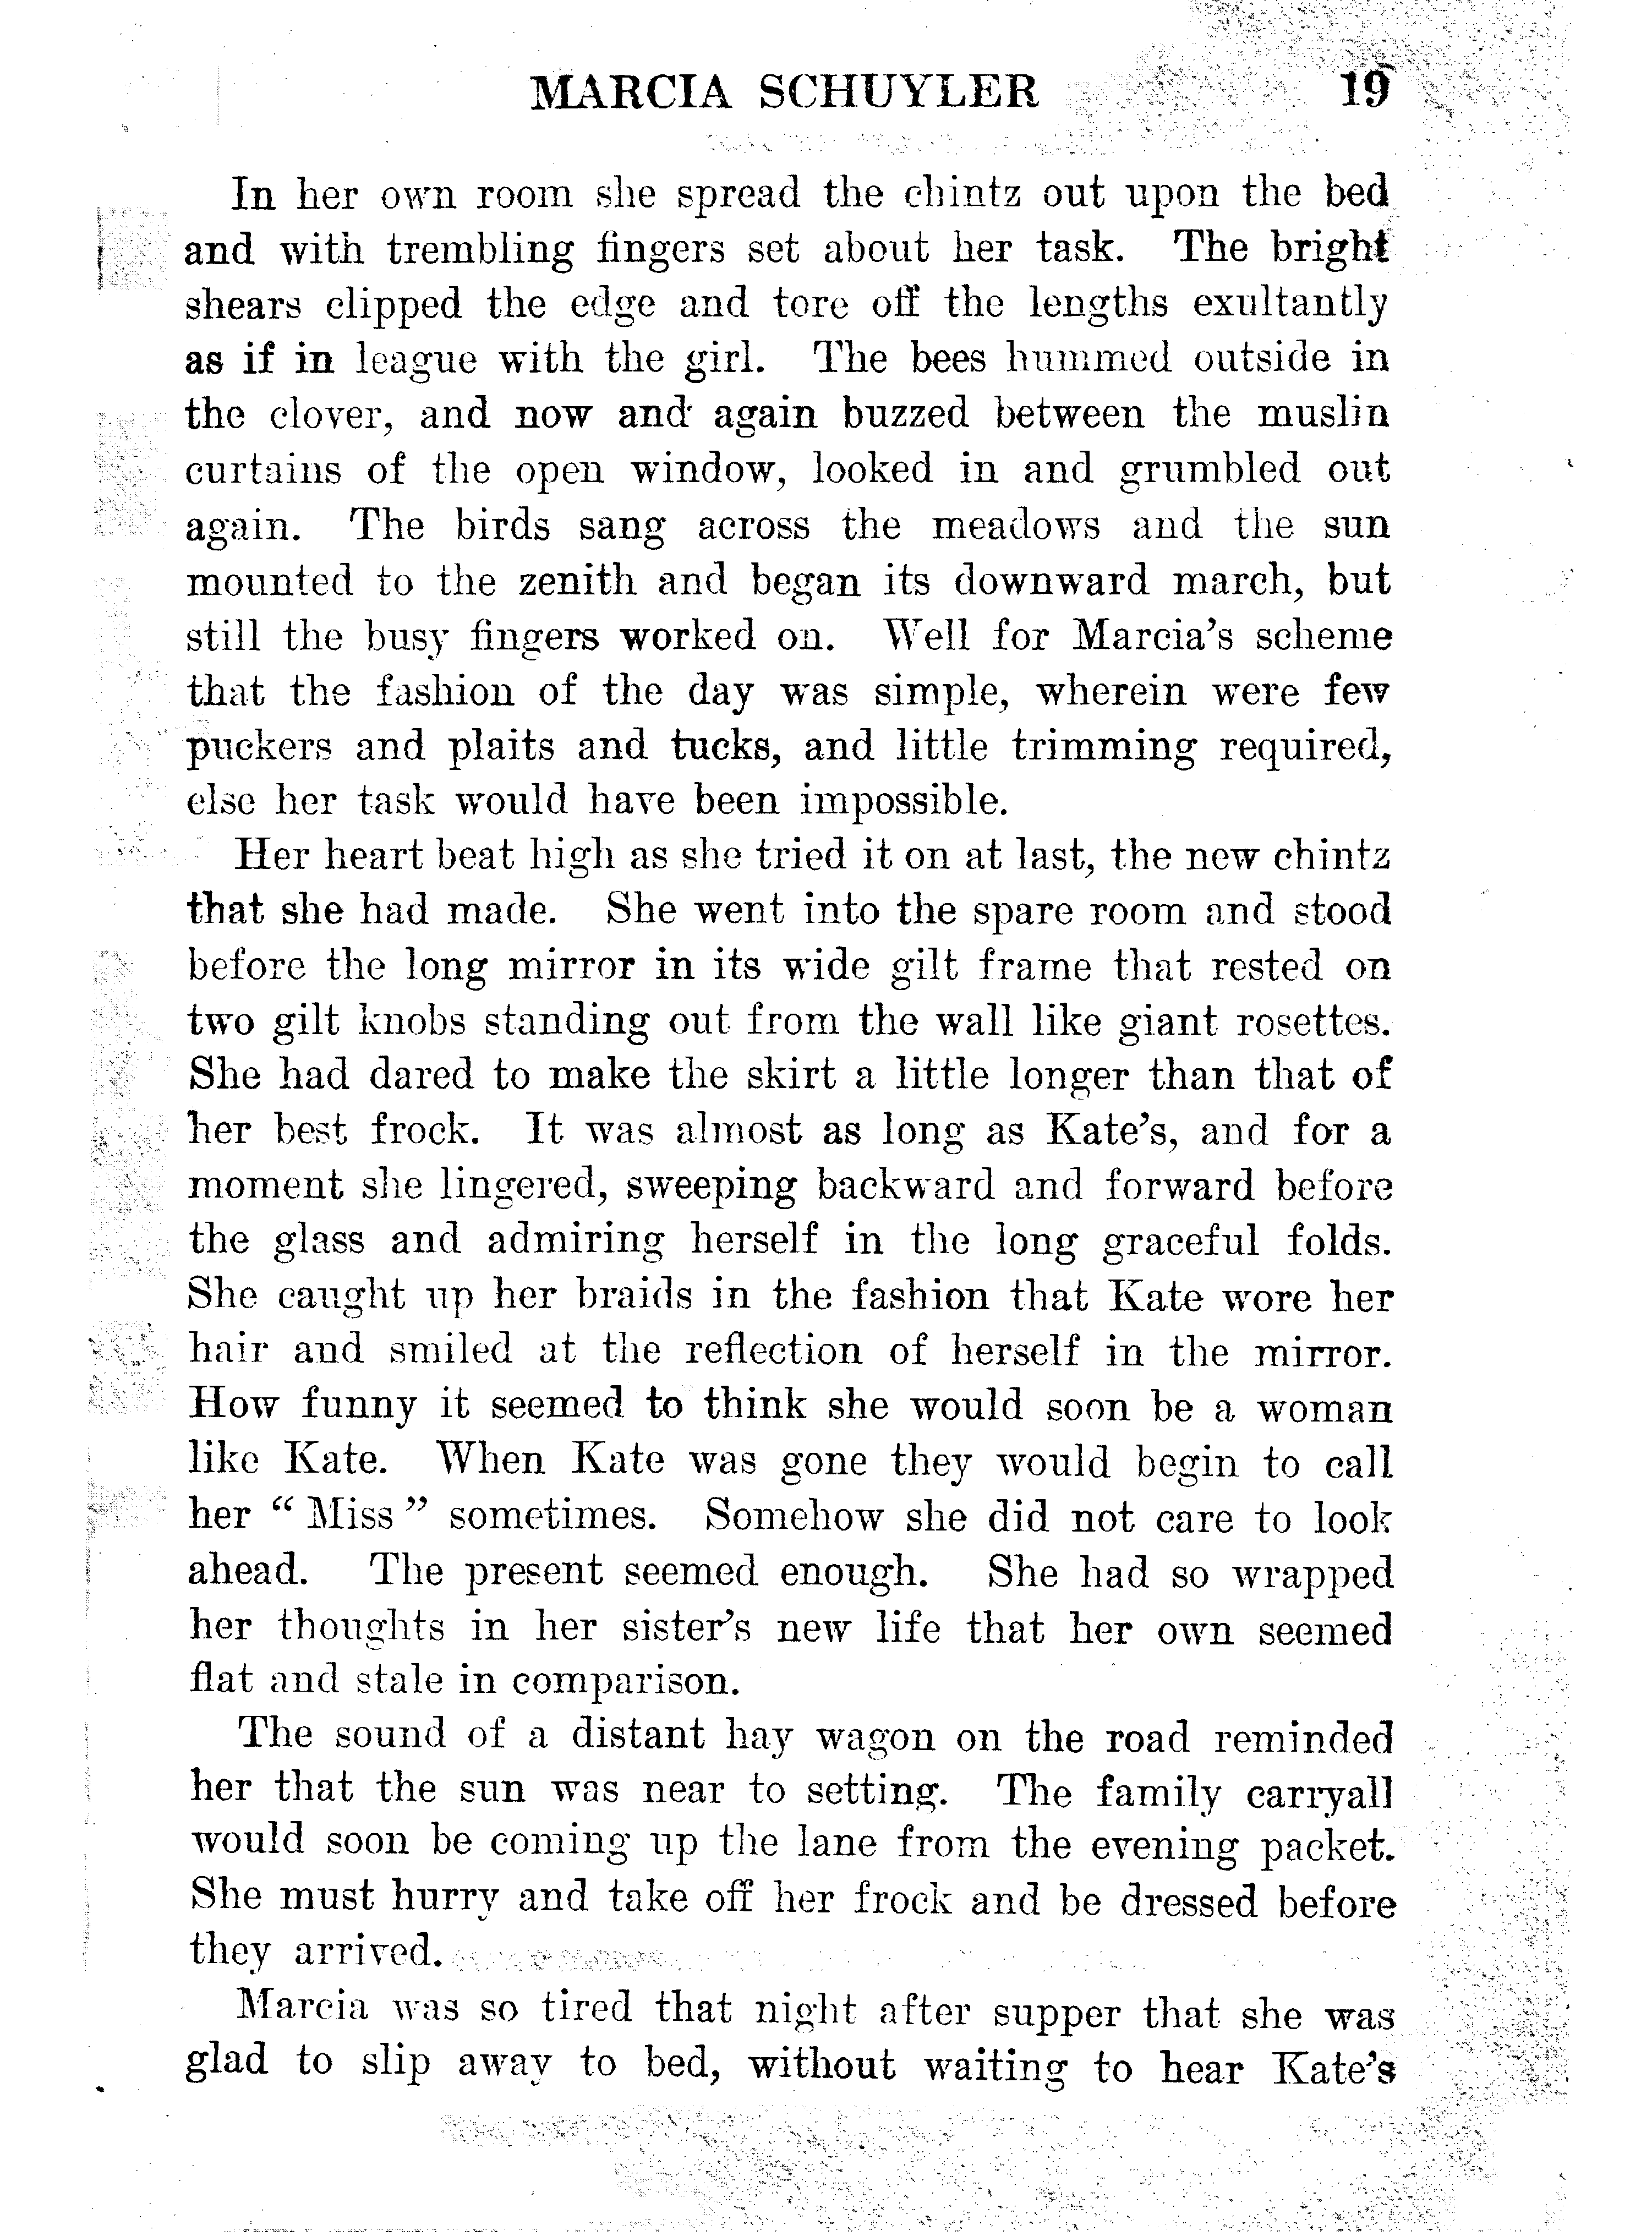 MARCIA SCHUYLER 19
In her own room she spread the chintz out upon the bed
and with trembling fingers set about her task. The bright
shears clipped the edge and tore off the lengths exultantly
as if in league with the girl. The bees hummed outside in
the clover, and now and again buzzed between the muslin
curtains of the open window, looked in and grumbled out
again. The birds sang across the meadows and the sun
mounted to the zenith and began its downward march, but
still the busy fingers worked on. Well for Marcia's scheme
that the fashion of the day was simple, wherein were few
puckers and plaits and tucks, and little trimming required,
else her task would have been impossible.
Her heart beat high as she tried it on at last, the new chintz
that she had made. She went into the spare room and stood
before the long mirror in its wide gilt frame that rested on
two gilt knobs standing out from the wall like giant rosettes.
She had dared to make the skirt a little longer than that of
her best frock. It was almost as long as Kate's, and for a
moment she lingered, sweeping backward and forward before
the glass and admiring herself in the long graceful folds.
She caught up her braids in the fashion that Kate wore her
hair and smiled at the reflection of herself in the mirror.
How funny it seemed to think she would soon be a woman
like Kate. When Kate was gone they would begin to call
her “ Miss ” sometimes. Somehow she did not care to look
ahead. The present seemed enough. She had so wrapped
her thoughts in her sister's new life that her own seemed
flat and stale in comparison.
The sound of a distant hay wagon on the road reminded
her that the sun was near to setting. The family carryall
would soon be coming up the lane from the evening packet.
She must hurry and take off her frock and be dressed before
they arrived.
Marcia was so tired that night after supper that she was
glad to slip away to bed, without waiting to hear Kate's